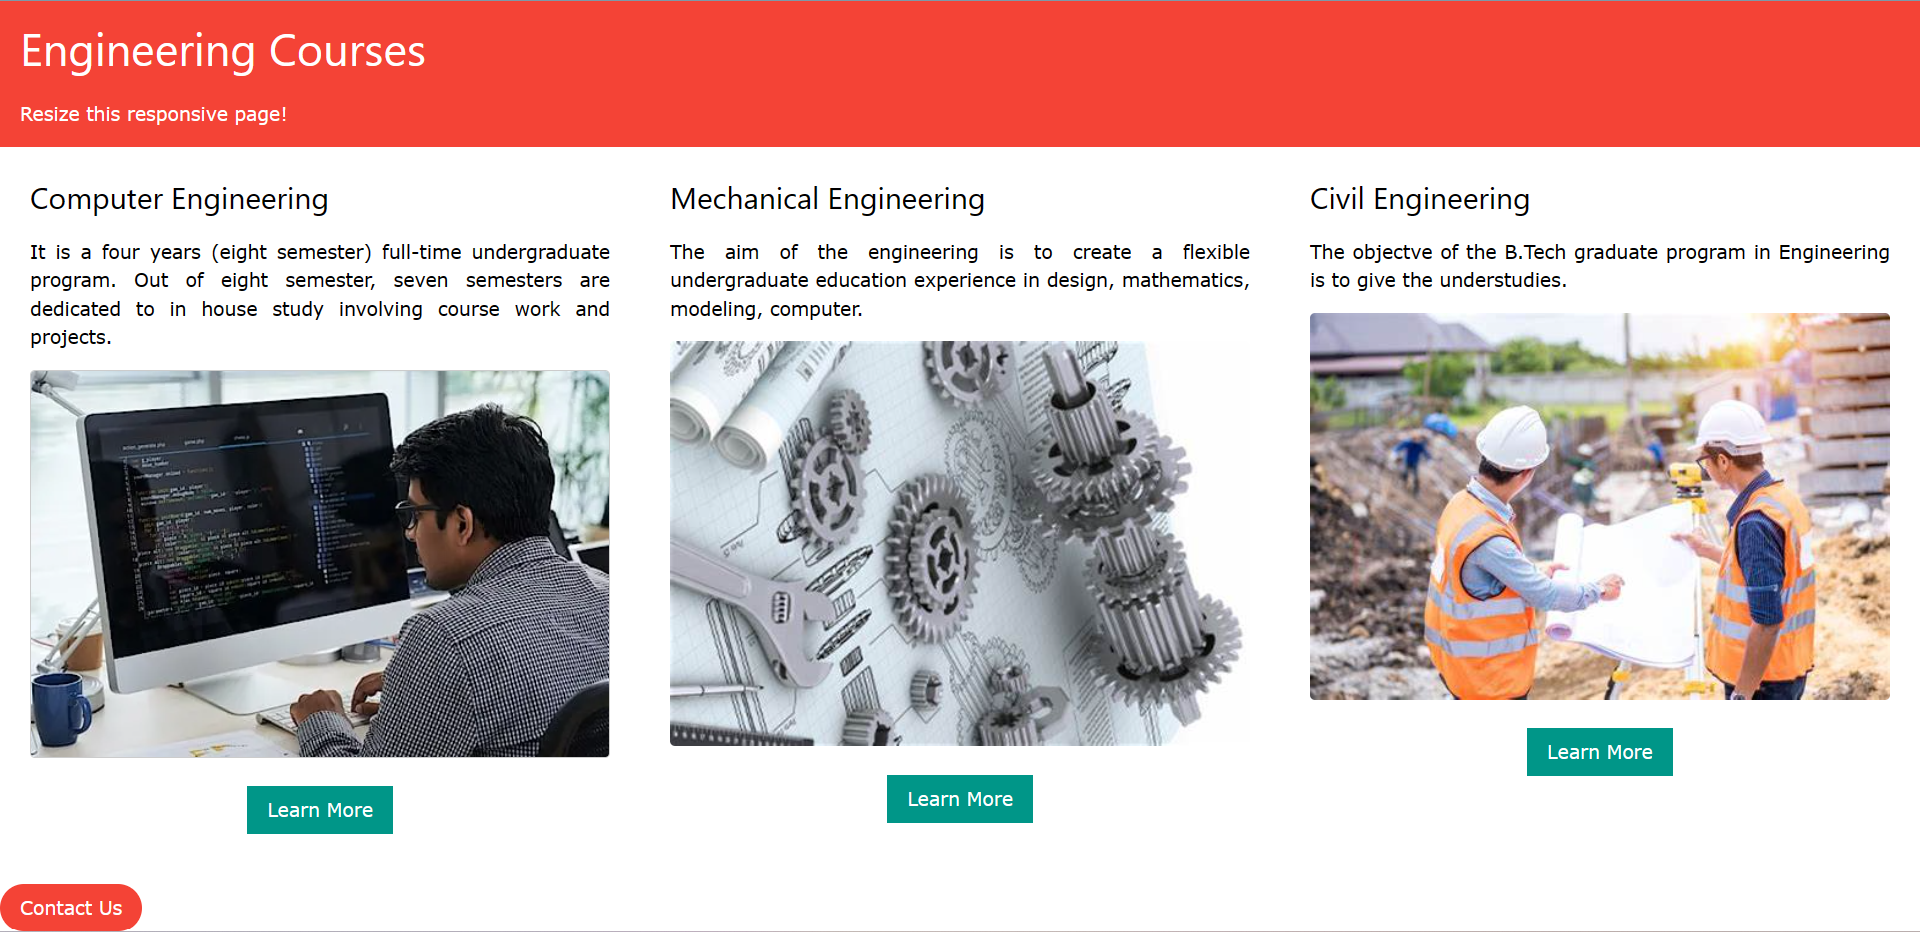 Engineering Courses
Resize this responsive page!
Computer Engineering
It is a four years (eight semester) full-time undergraduate
program. Out of eight semester, seven semesters are
dedicated to in house study involving course work and
projects.
Learn More
Mechanical Engineering
The aim of the engineering is to create a flexible
undergraduate education experience in design, mathematics,
modeling, computer.
Learn More
Civil Engineering
The objectve of the B.Tech graduate program in Engineering
is to give the understudies.
Learn More
Contact Us